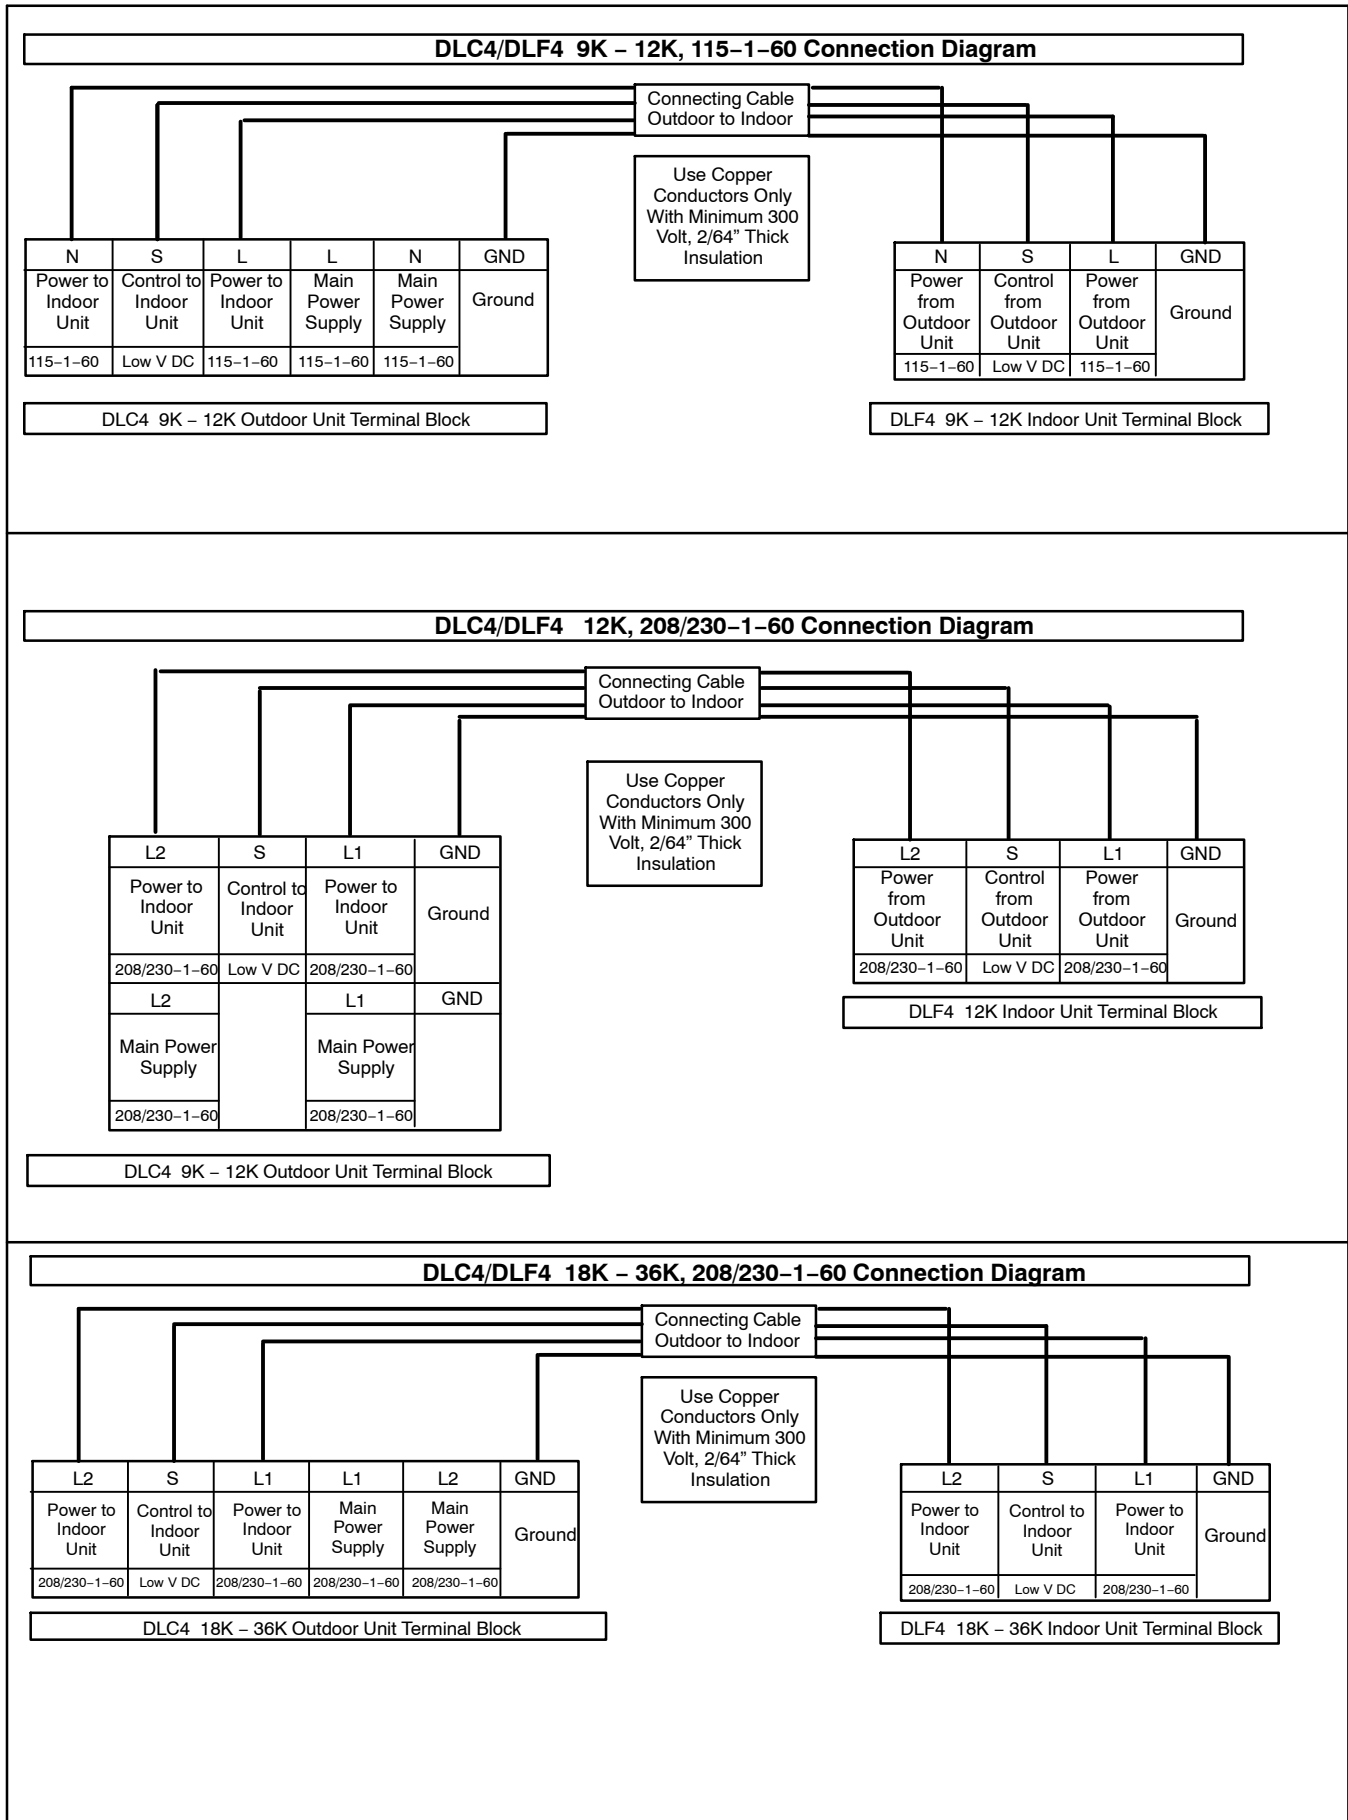 DLC4/DLF4 9K – 12K, 115–1–60 Connection Diagram
Connecting Cable
Outdoor to Indoor
Use Copper
Conductors Only
With Minimum 300
Volt, 2/64” Thick
Insulation
N S L L N GND
Power to Control to Power to Main Main
Indoor Indoor Indoor Power Power Ground
Unit Unit Unit Supply Supply
115–1–60 Low V DC 115–1–60 115–1–60 115–1–60
DLC4 9K – 12K Outdoor Unit Terminal Block
N S L GND
Power Control Power
from from from Ground
Outdoor Outdoor Outdoor
Unit Unit Unit
115–1–60 Low V DC 115–1–60
DLF4 9K – 12K Indoor Unit Terminal Block
DLC4/DLF4 12K, 208/230–1–60 Connection Diagram
Connecting Cable
Outdoor to Indoor
Use Copper
Conductors Only
With Minimum 300
Volt, 2/64” Thick
Insulation
L2 S L1 GND
Power to Control to Power to
Indoor Indoor Indoor Ground
Unit Unit Unit
208/230–1–60 Low V DC 208/230–1–60
L2 L1 GND
Main Power Main Power
Supply Supply
208/230–1–60 208/230–1–60
DLC4 9K – 12K Outdoor Unit Terminal Block
L2 S L1 GND
Power Control Power
from from from
Outdoor Outdoor Outdoor Ground
Unit Unit Unit
208/230–1–60 Low V DC 208/230–1–60
DLF4 12K Indoor Unit Terminal Block
DLC4/DLF4 18K – 36K, 208/230–1–60 Connection Diagram
Connecting Cable
Outdoor to Indoor
Use Copper
Conductors Only
With Minimum 300
Volt, 2/64” Thick
Insulation
L2 S L1 L1 L2 GND
Power to Control to Power to Main Main
Indoor Indoor Indoor Power Power Ground
Unit Unit Unit Supply Supply
208/230–1–60 Low V DC 208/230–1–60 208/230–1–60 208/230–1–60
DLC4 18K – 36K Outdoor Unit Terminal Block
L2 S L1 GND
Power to Control to Power to
Indoor Indoor Indoor Ground
Unit Unit Unit
208/230–1–60 Low V DC 208/230–1–60
DLF4 18K – 36K Indoor Unit Terminal Block